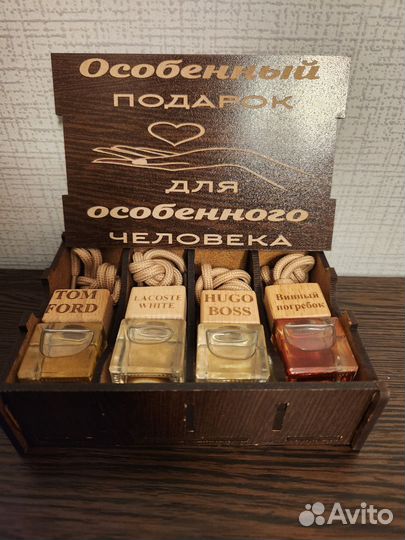 Особенный
ПОДАРОК
для
особенного
ЧЕЛОВЕКА
TOM
FORD
LACOSTE
WHITE
HUGO
BOSS
Винный
погребок
Avito